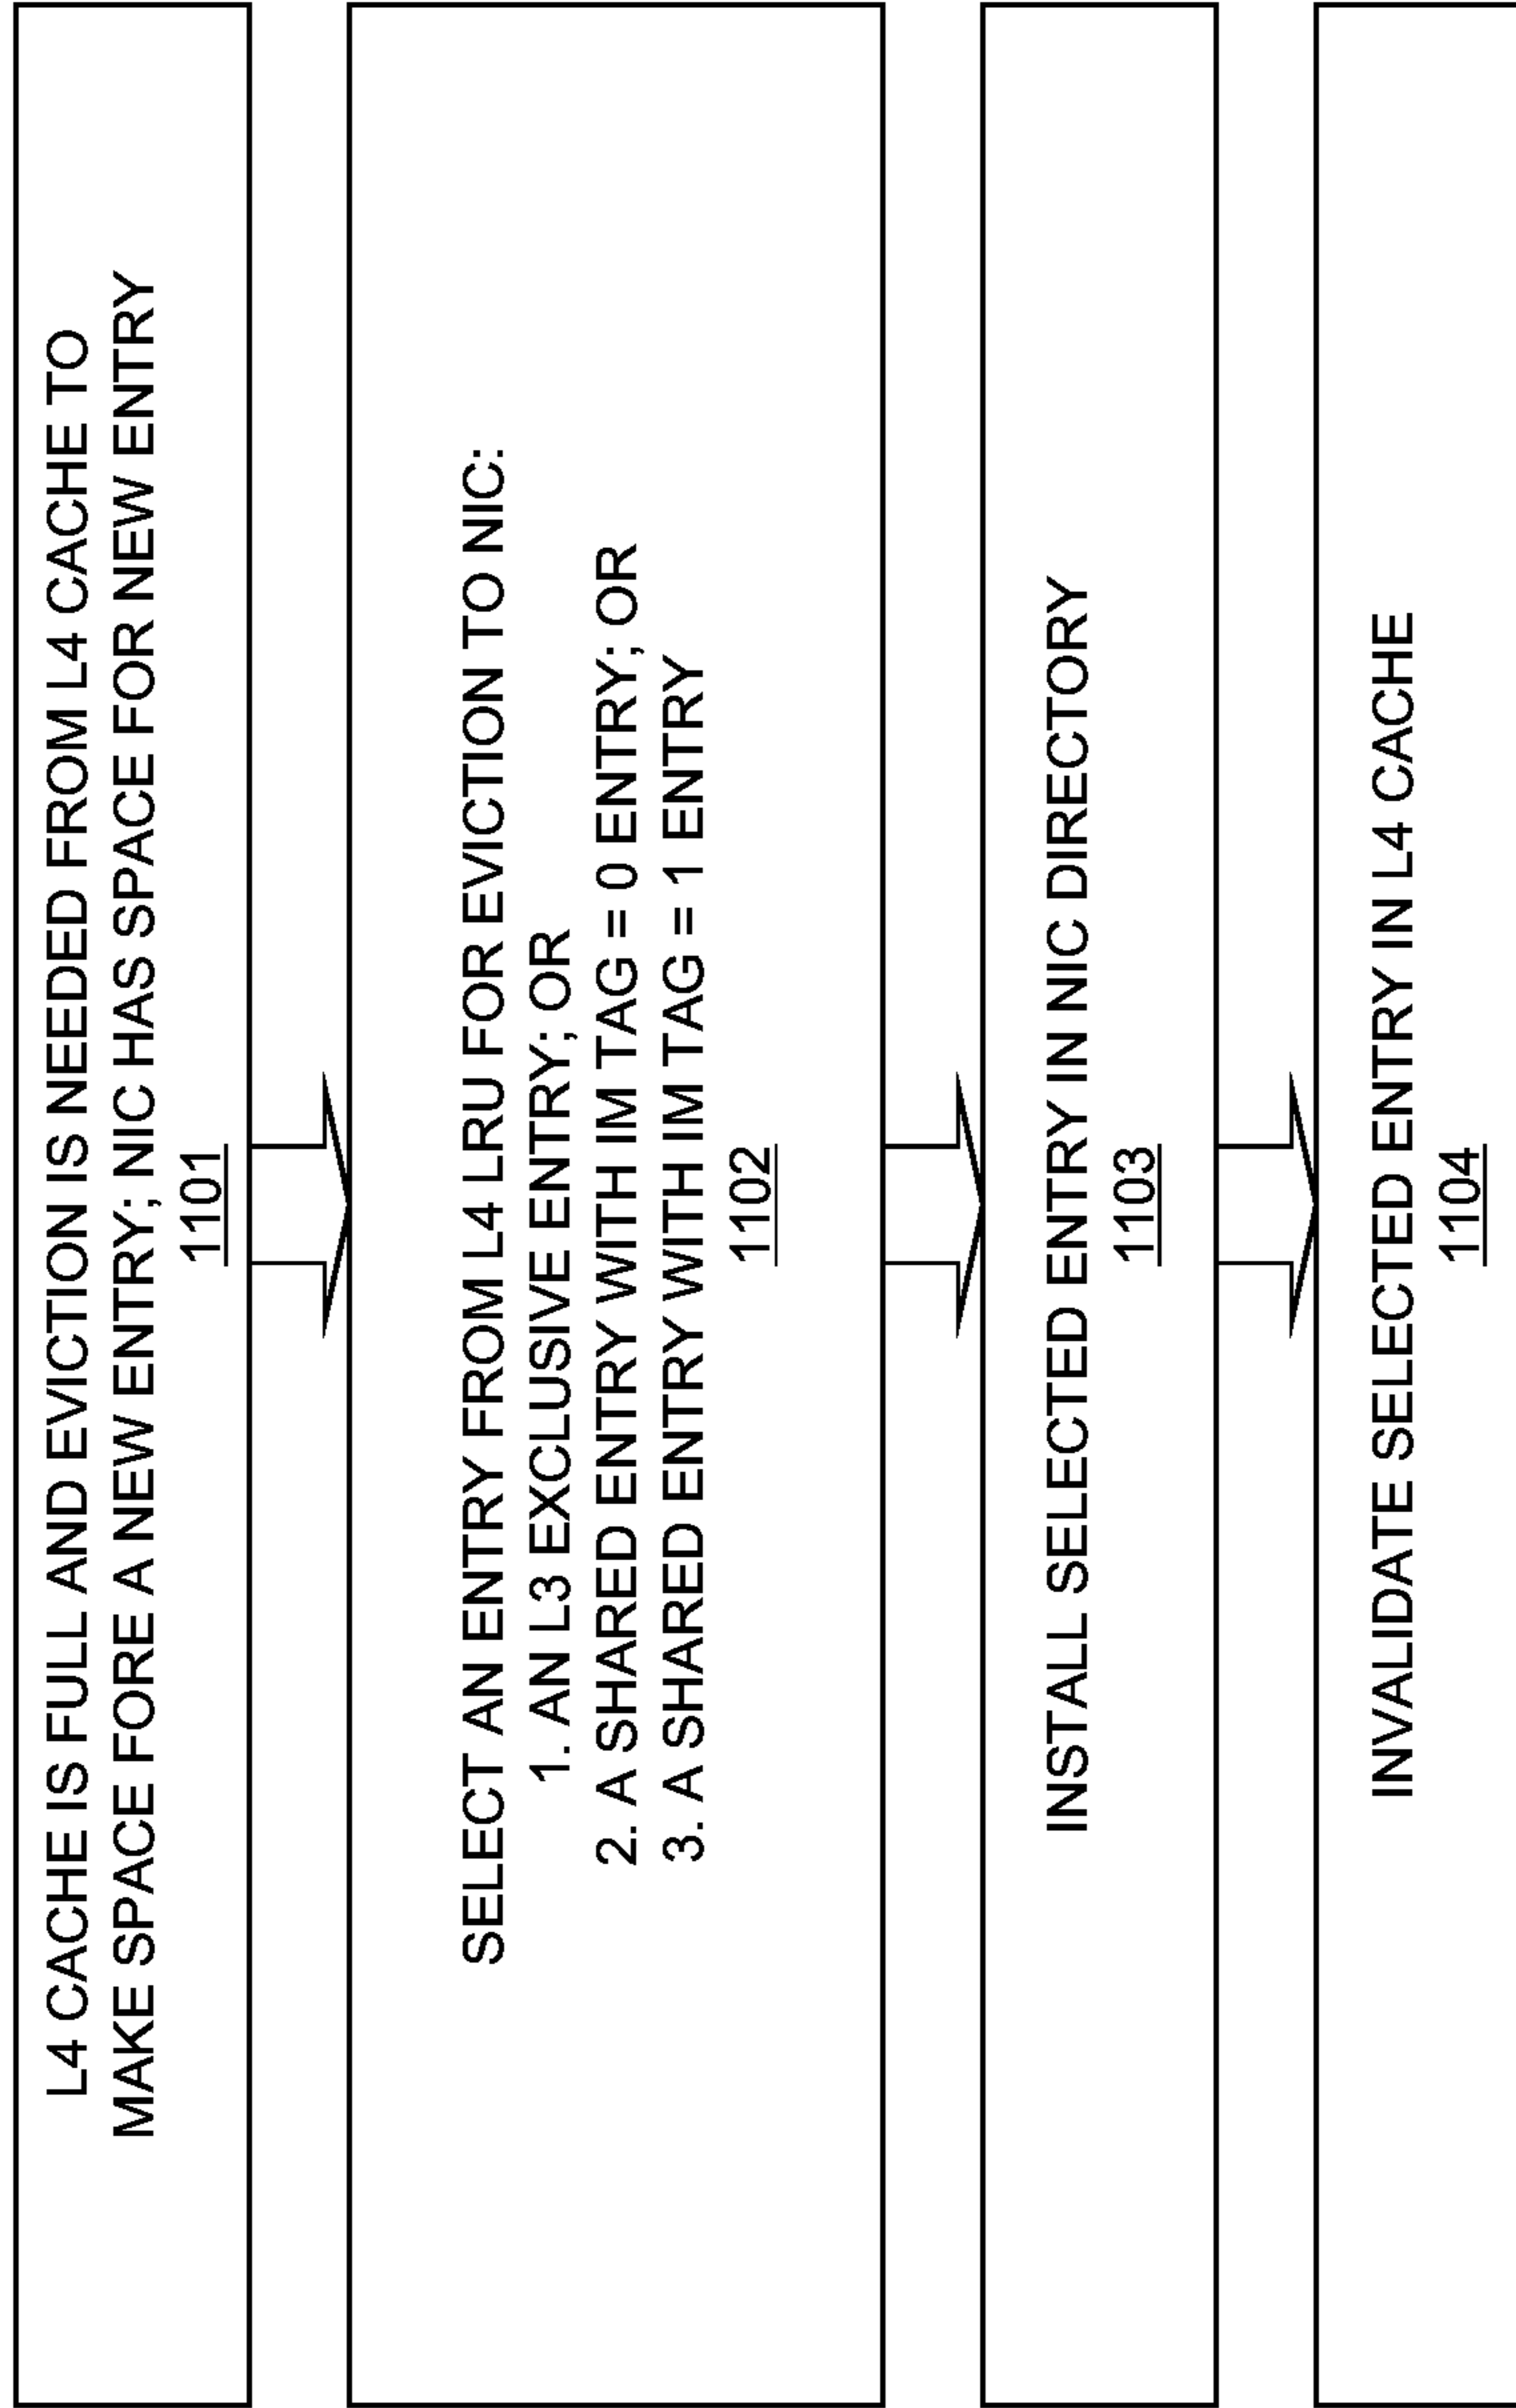 L4 CACHE IS FULL AND EVICTION IS NEEDED FROM L4 CACHE TO
MAKE SPACE FORE A NEW ENTRY; NIC HAS SPACE FOR NEW ENTRY
1101
SELECT AN ENTRY FROM L4 LRU FOR EVICTION TO NIC:
1. AN L3 EXCLUSIVE ENTRY; OR
2. A SHARED ENTRY WITH IM TAG = 0 ENTRY; OR
3. A SHARED ENTRY WITH IM TAG = 1 ENTRY
1102
INSTALL SELECTED ENTRY IN NIC DIRECTORY
1103
INVALIDATE SELECTED ENTRY IN L4 CACHE
1104